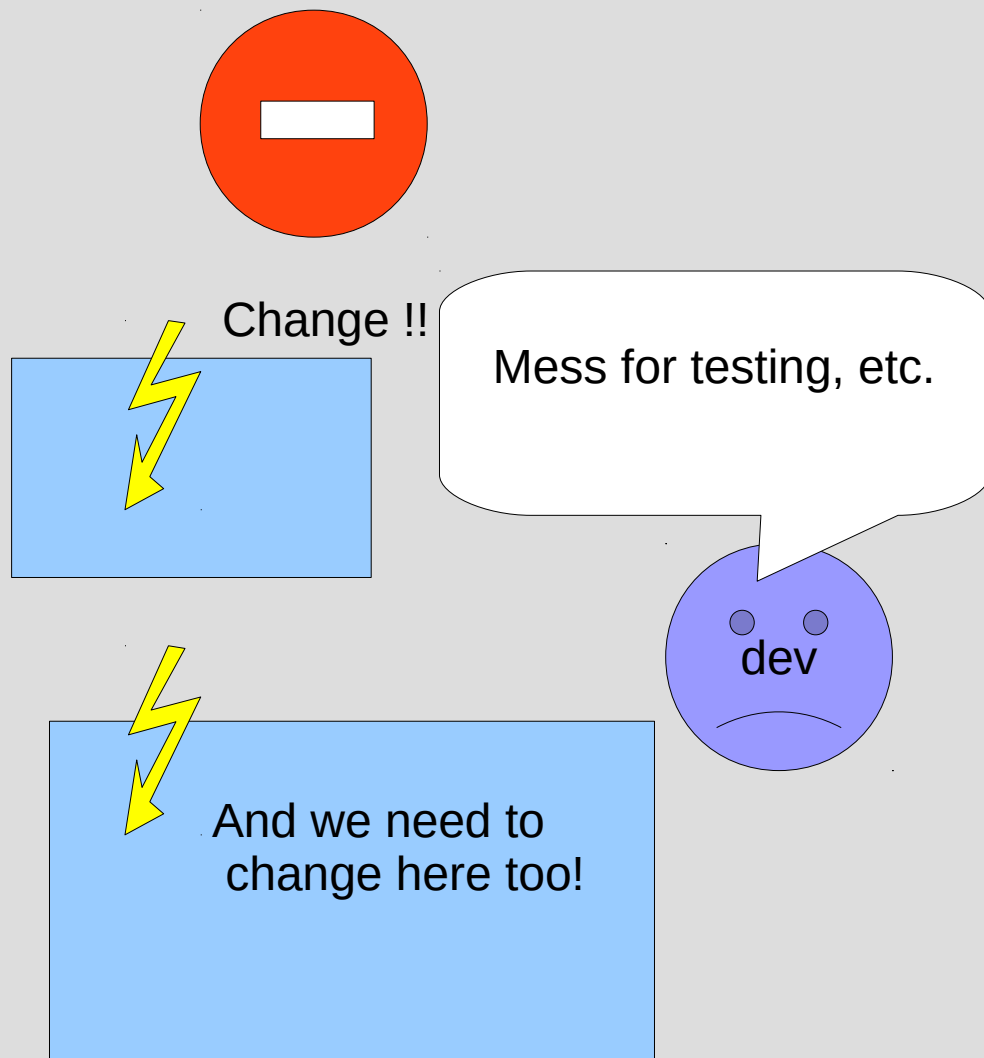 Change !!
Mess for testing, etc.
dev
And we need to
change here too!